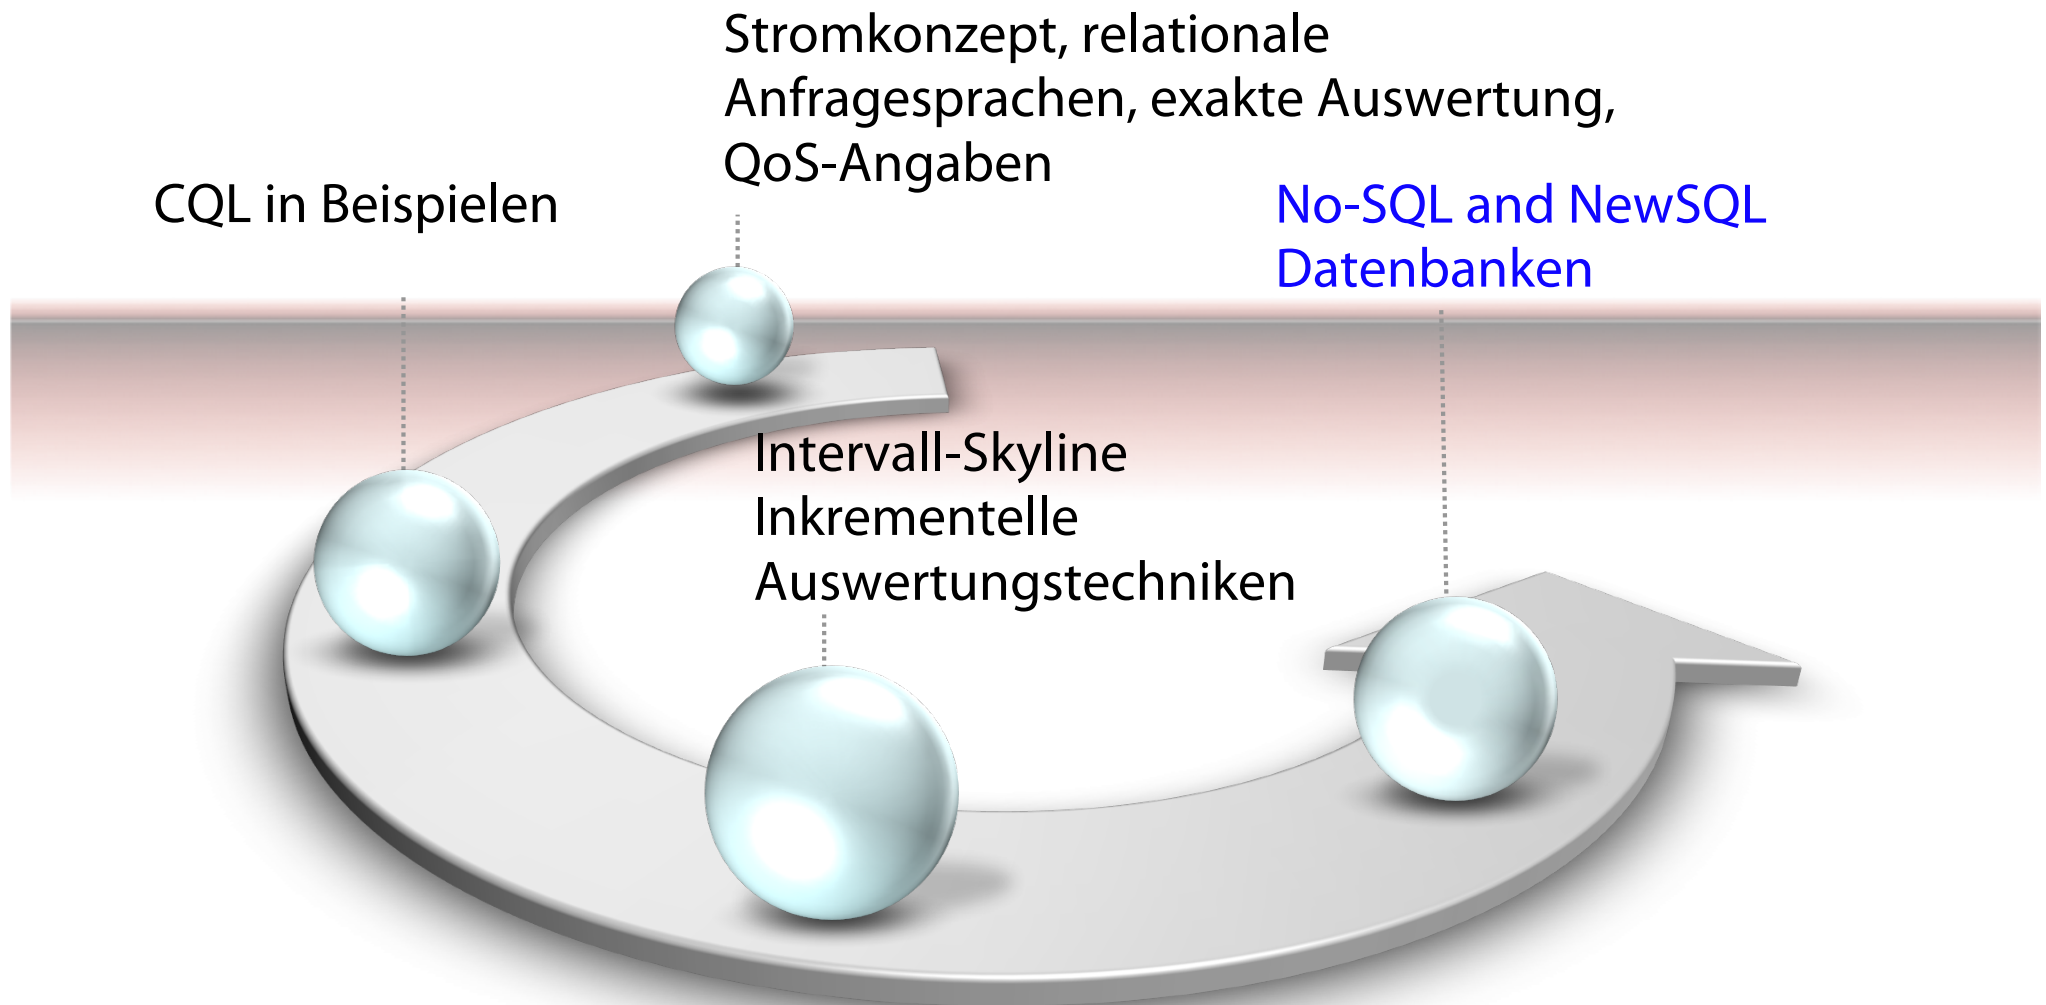 Stromkonzept, relationale
Anfragesprachen, exakte Auswertung,
QoS-Angaben
CQL in Beispielen
No-SQL and NewSQL
Datenbanken
Intervall-Skyline
Inkrementelle
Auswertungstechniken